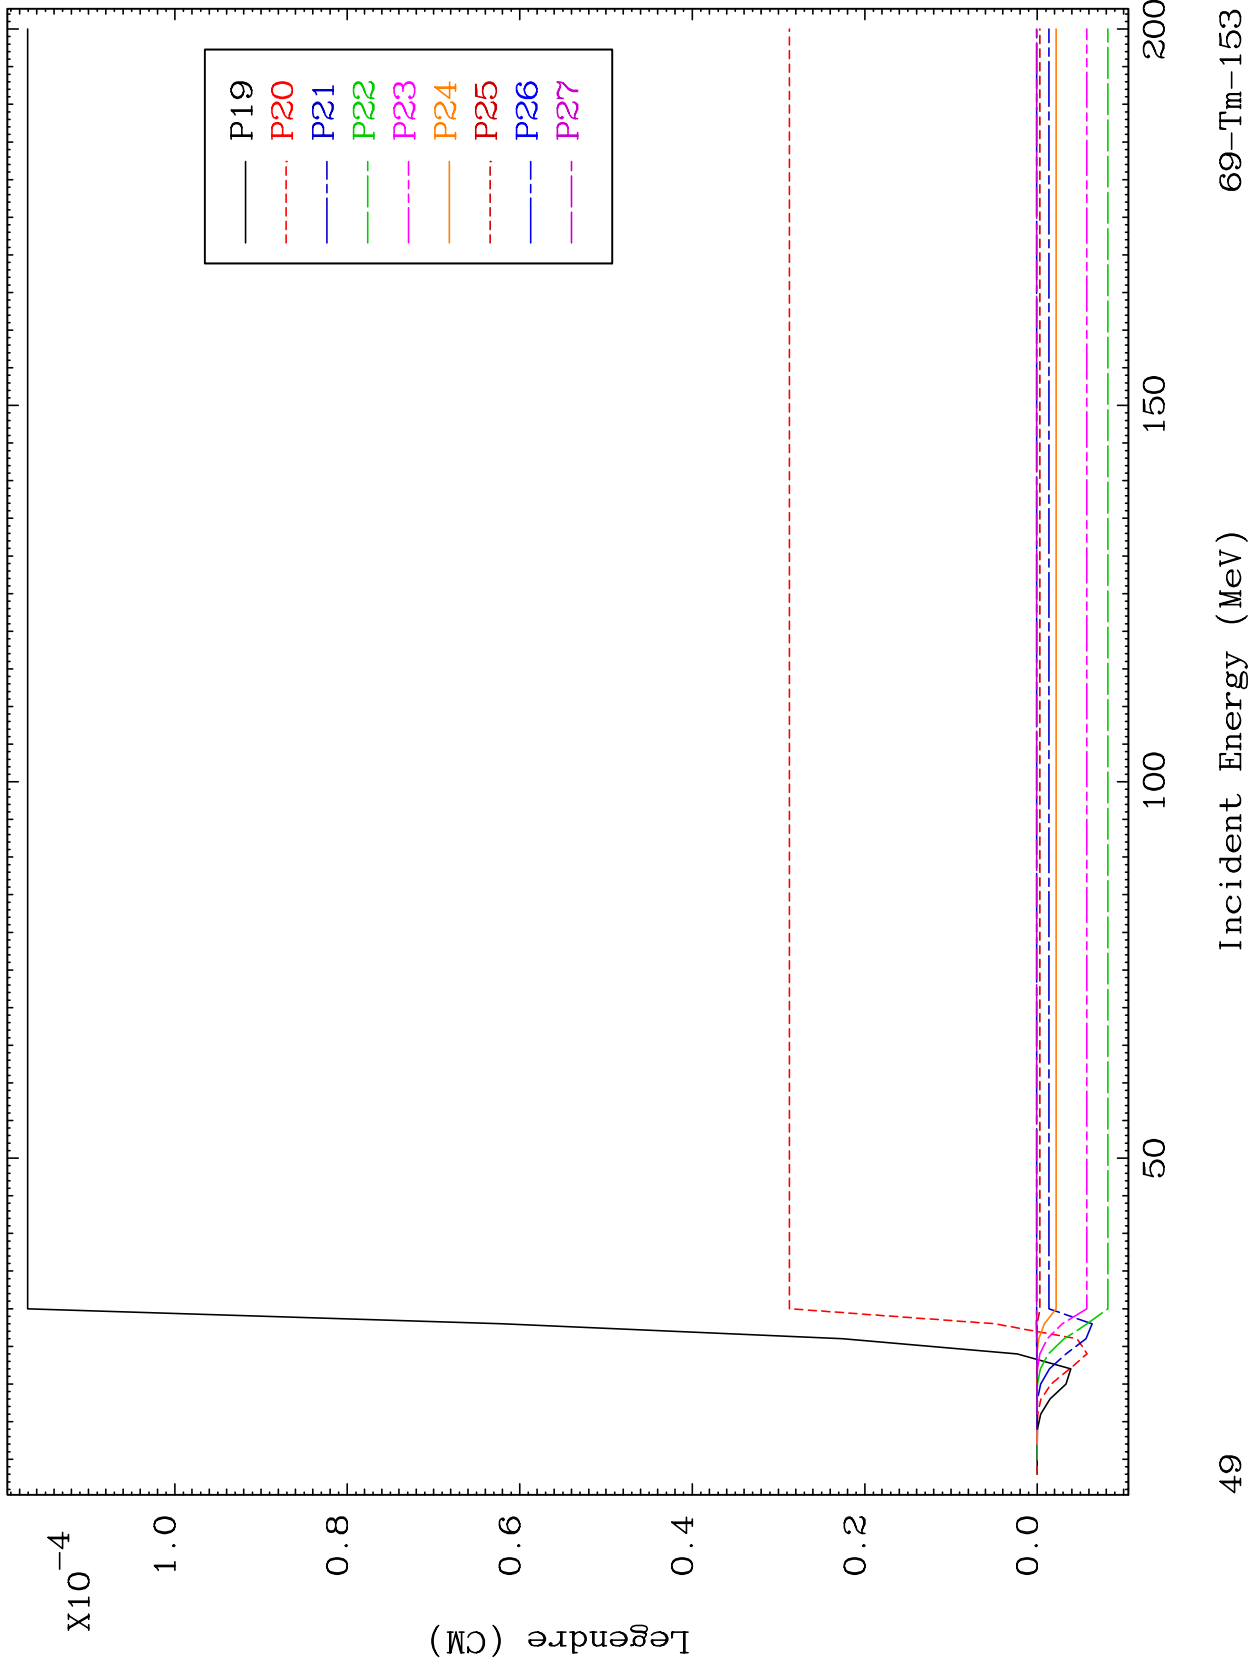 X10-4
1.0
0.8
0.6
0.4
0.2
0.0
Legendre (CM)
P19
P20
P21
P22
P23
P24
P25
P26
P27
50
100
150
200
49
Incident Energy (MeV)
69-Tm-153